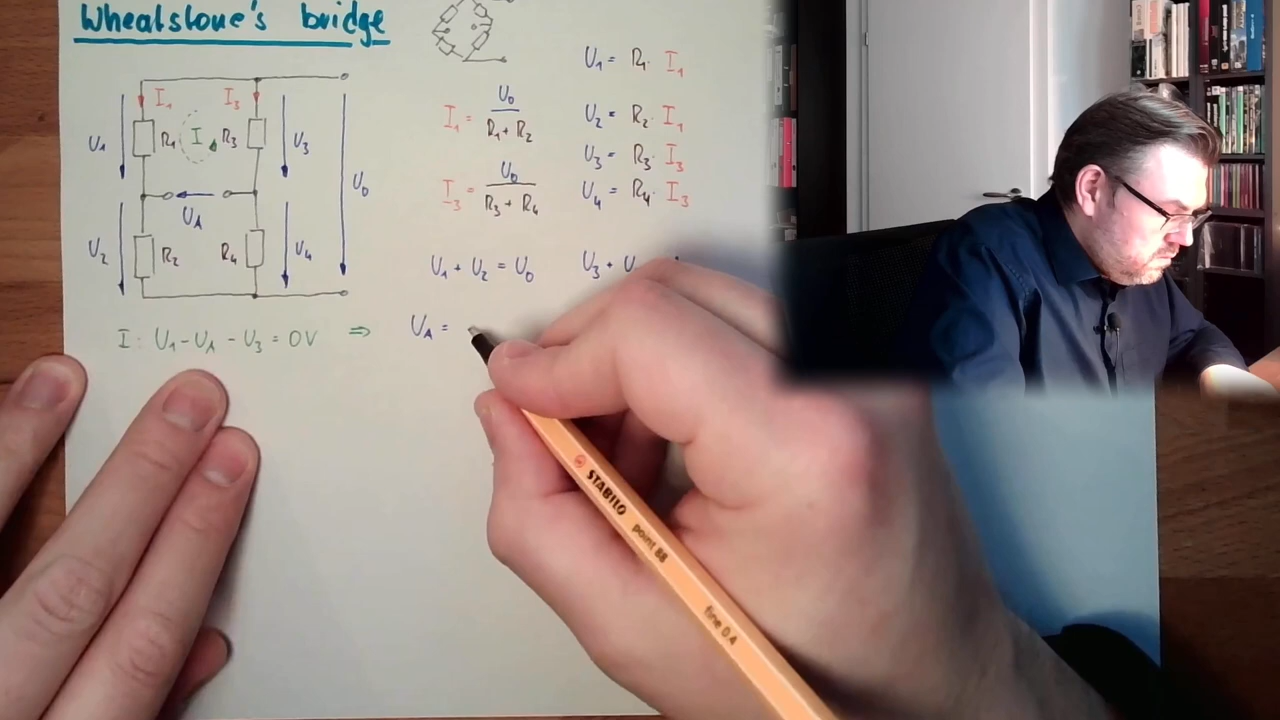 Wheatstone's bridge
U1 = R1· I1
I1 = U0 / R1 + R2
U2 = R2· I1
U3 = R3· I3
I3 = U0 / R3 + R4
U4 = R4· I3
I1 I3
U1 R1 I R3 U3
UA U0
U2 R2 R4 U4
U1 + U2 = U0 U3 +
I: U1 - UA - U3 = 0V ⇒ UA =
STABILO point 88 fine 0.4